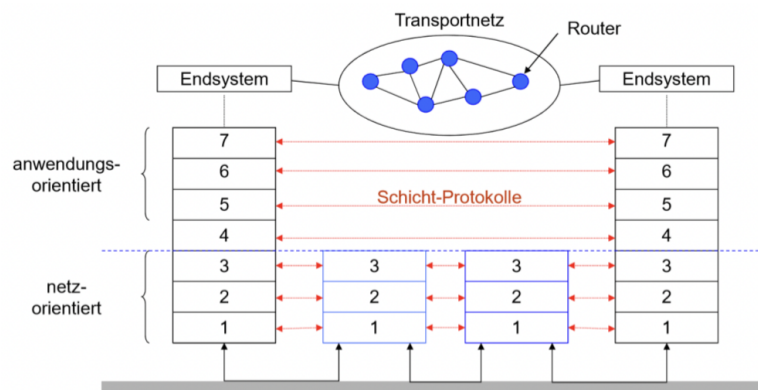 Transportnetz
Router
Endsystem
Endsystem
anwendungs-
orientiert
7
7
6
6
Schicht-Protokolle
5
5
4
4
netz-
orientiert
3
3
3
3
2
2
2
2
1
1
1
1